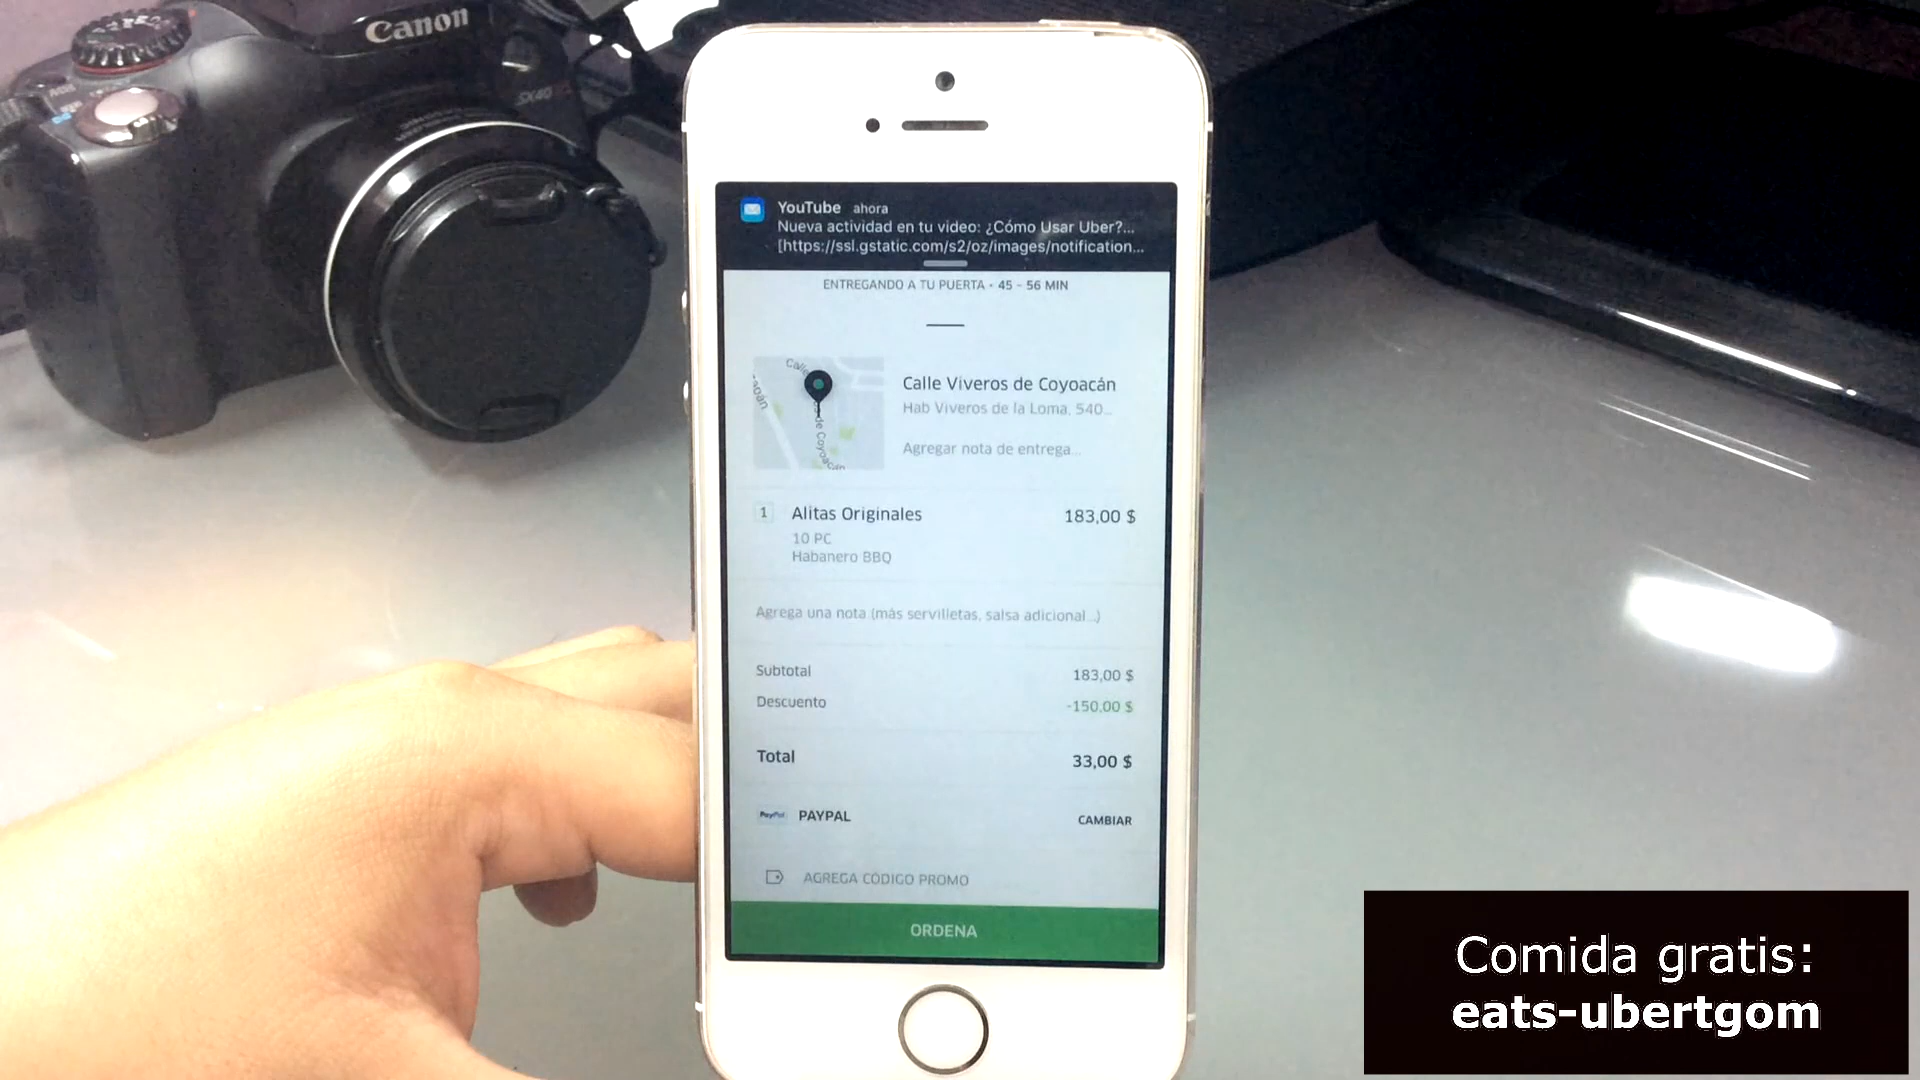 Canon
SX40
YouTube ahora
Nueva actividad en tu video: ¿Cómo Usar Uber?...
[https://ssl.gstatic.com/s2/oz/images/notification...
ENTREGANDO A TU PUERTA • 45 - 56 MIN
Calle Viveros de Coyoacán
Hab Viveros de la Loma, 540...
Agregar nota de entrega...
1 Alitas Originales 183,00 $
10 PC
Habanero BBQ
Agrega una nota (más servilletas, salsa adicional...)
Subtotal 183,00 $
Descuento -150,00 $
Total 33,00 $
PayPal PAYPAL CAMBIAR
AGREGA CÓDIGO PROMO
ORDENA
Comida gratis:
eats-ubertgom